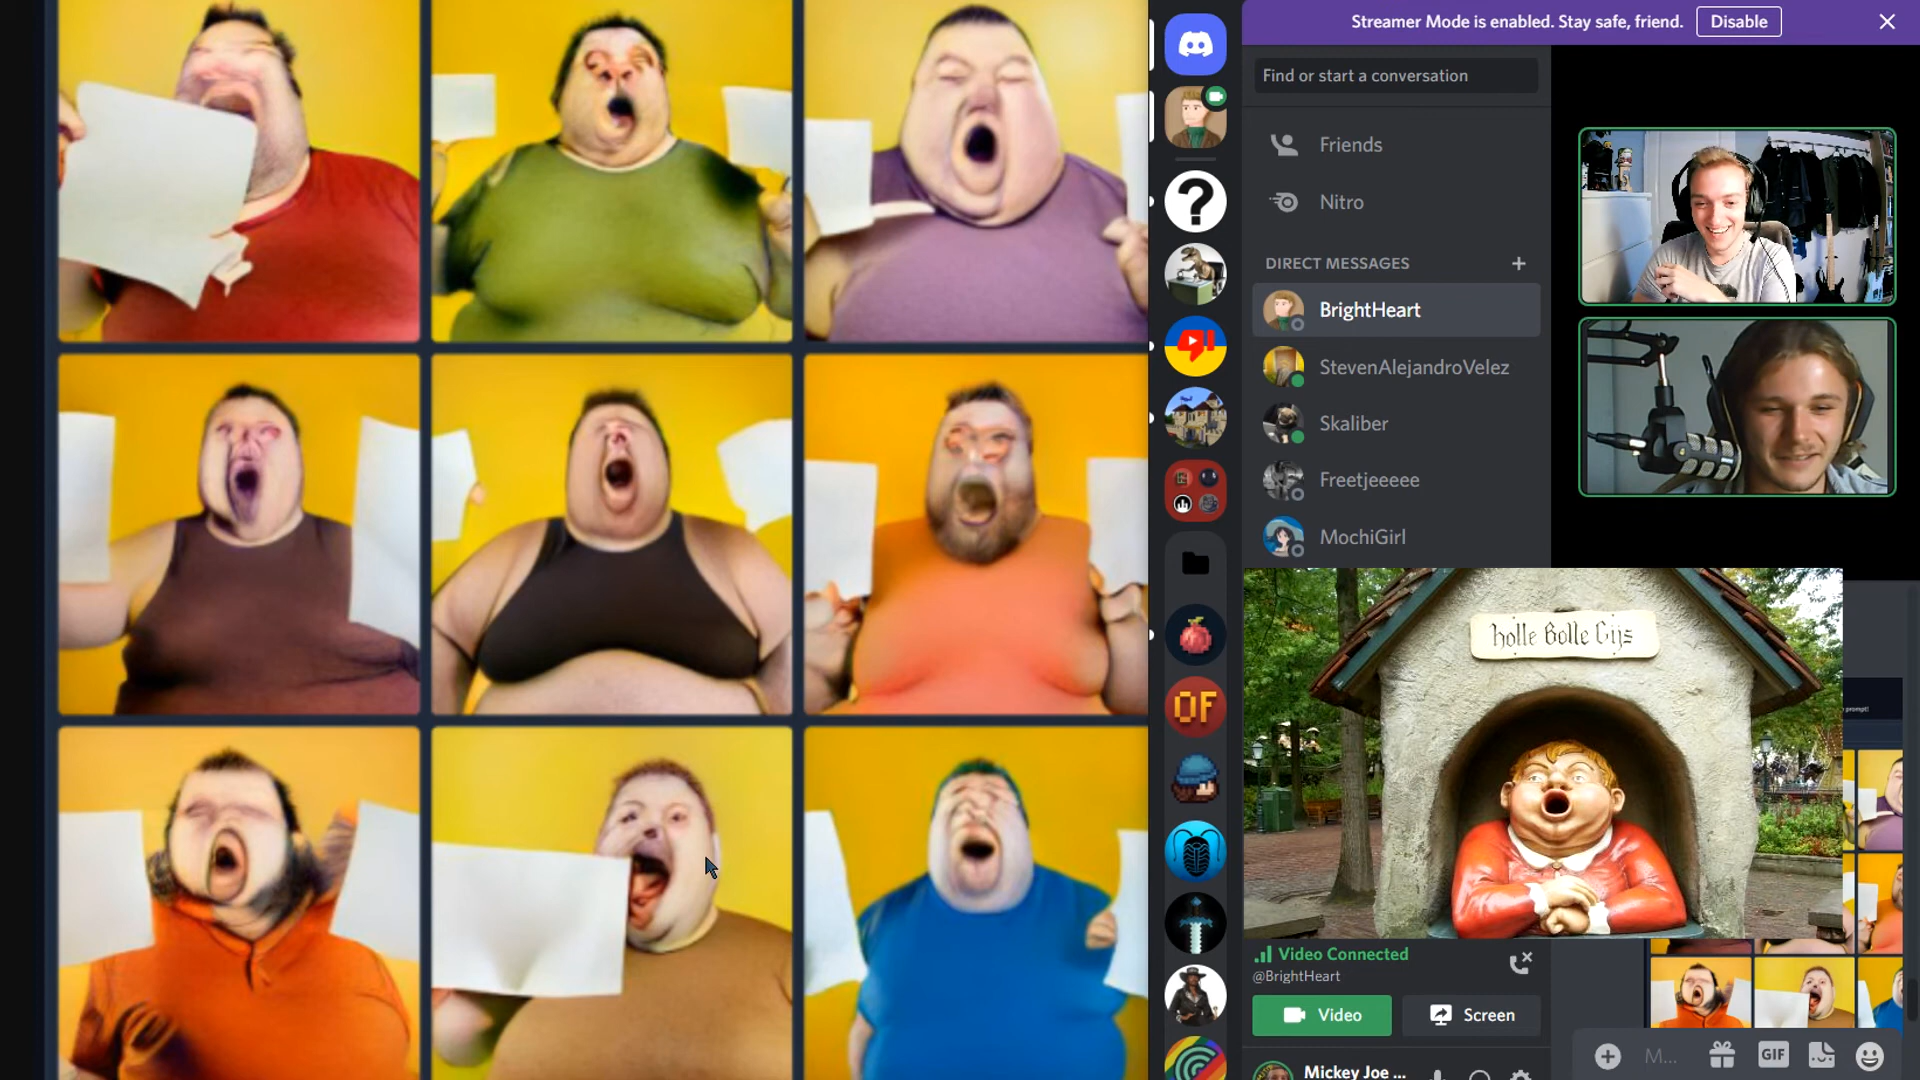 Streamer Mode is enabled. Stay safe, friend.
Disable
Find or start a conversation
Friends
Nitro
DIRECT MESSAGES
BrightHeart
StevenAlejandroVelez
Skaliber
Freetjeeeee
MochiGirl
OF
holle Bolle Gijs
prompt!
Video Connected
@BrightHeart
Video
Screen
M...
GIF
Mickey Joe ...